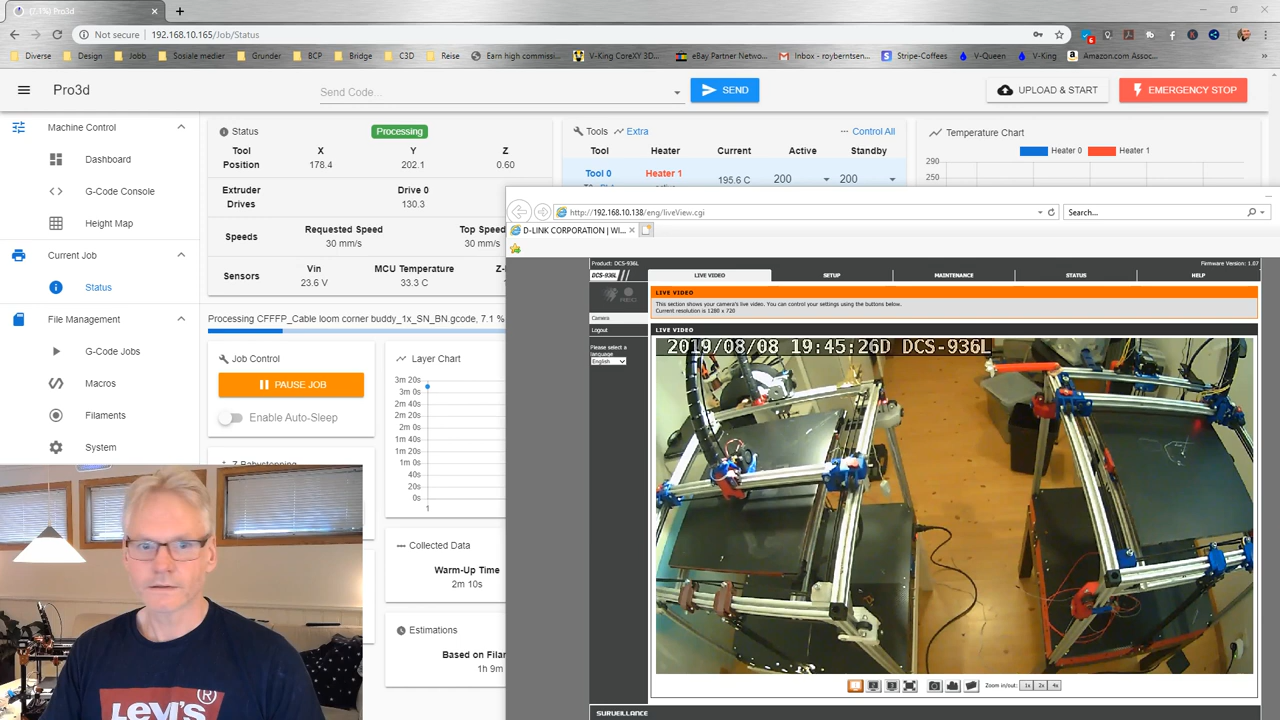 (7.1%) Pro3d
Not secure 192.168.10.165/Job/Status
Diverse Design Jobb Sosiale medier Grunder BCP Bridge C3D Reise Earn high commissi... V-King CoreXY 3D... eBay Partner Netw... Inbox - royberntsen... Stripe-Coffees V-Queen V-King Amazon.com Assoc...
6
Pro3d
Send Code...
SEND
UPLOAD & START
EMERGENCY STOP
Machine Control
Dashboard
G-Code Console
Height Map
Current Job
Status
File Management
G-Code Jobs
Macros
Filaments
System
Status Processing
Tool Position X Y Z
178.4 202.1 0.60
Extruder Drives Drive 0
130.3
Speeds Requested Speed Top Speed
30 mm/s 30 mm/s
Sensors Vin MCU Temperature
23.6 V 33.3 C
Processing CFFFP_Cable loom corner buddy_1x_SN_BN.gcode, 7.1 %
Job Control
PAUSE JOB
Enable Auto-Sleep
Z Babystepping
Layer Chart
3m 20s
3m 0s
2m 40s
2m 20s
2m 0s
1m 40s
1m 20s
1m 0s
40s
20s
0s
1
Collected Data
Warm-Up Time
2m 10s
Estimations
Based on Filam
1h 9m
Tools Extra Control All
Tool Heater Current Active Standby
Tool 0 Heater 1 195.6 C 200 200
Temperature Chart
Heater 0 Heater 1
290
250
http://192.168.10.138/eng/liveView.cgi
Search...
D-LINK CORPORATION | WI...
Product: DCS-936L Firmware Version: 1.07
DCS-936L LIVE VIDEO SETUP MAINTENANCE STATUS HELP
Camera
Logout
Please select a language
English
LIVE VIDEO
This section shows your camera's live video. You can control your settings using the buttons below.
Current resolution is 1280 x 720
LIVE VIDEO
2019/08/08 19:45:26D DCS-936L
Zoom in/out: 1x 2x 4x
SURVEILLANCE
Levi's
®